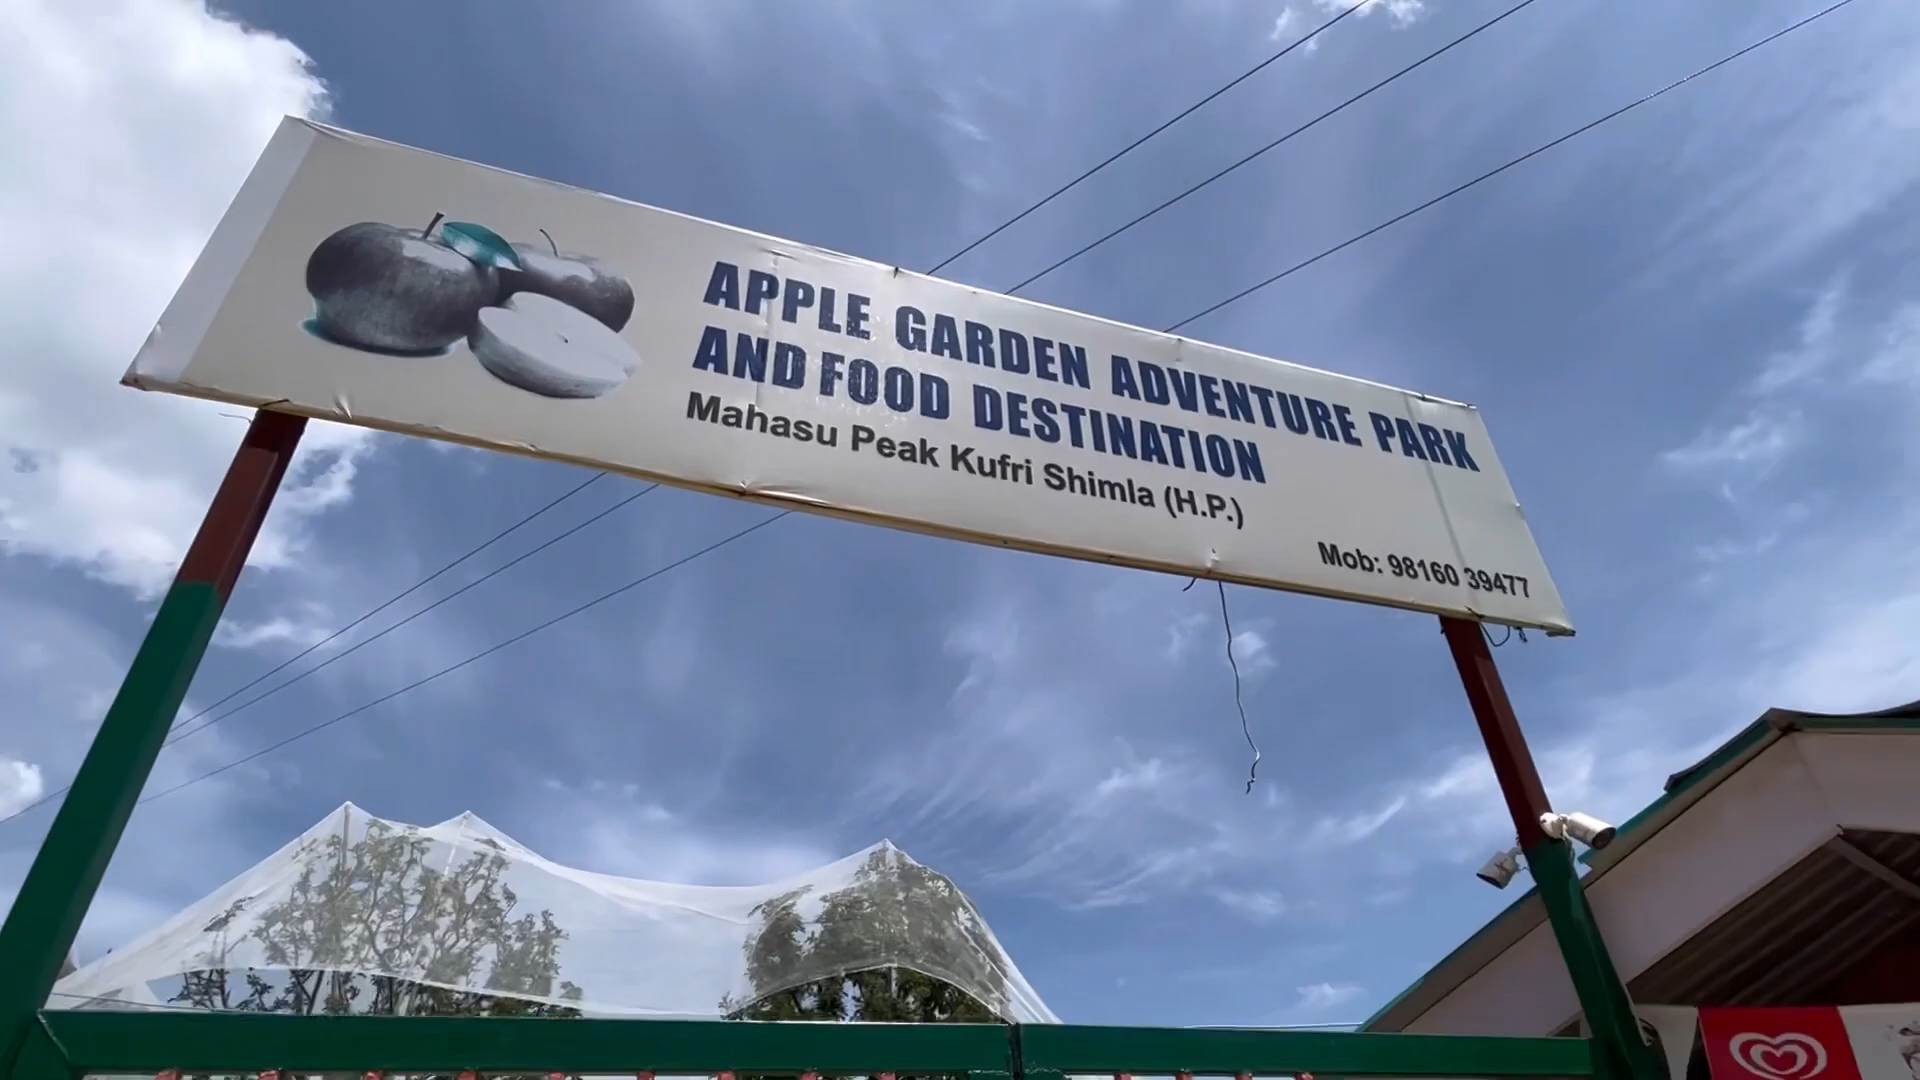 APPLE GARDEN ADVENTURE PARK
AND FOOD DESTINATION
Mahasu Peak Kufri Shimla (H.P.)
Mob: 98160 39477